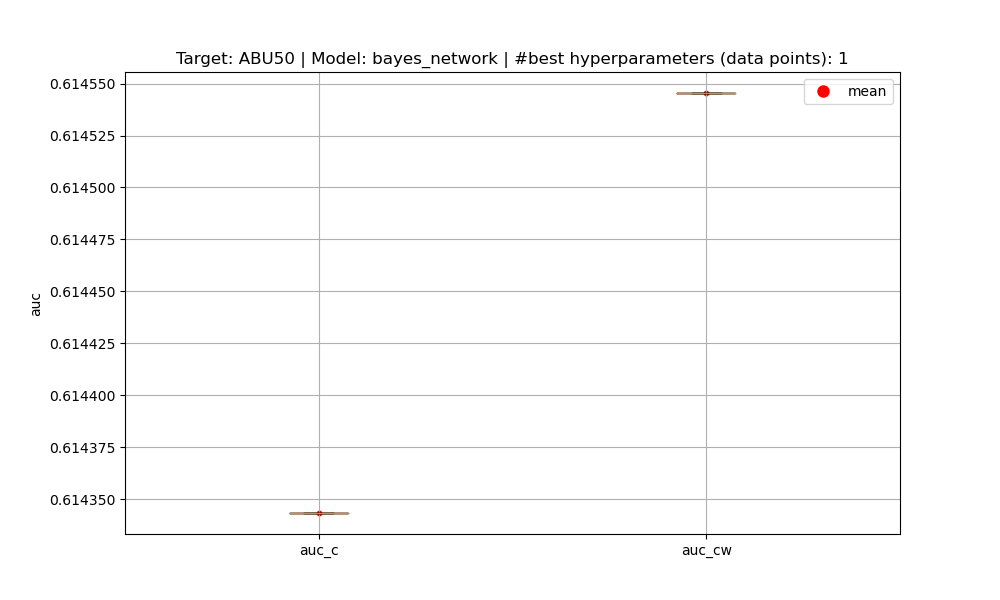 Target: ABU50 | Model: bayes_network | #best hyperparameters (data points): 1
mean
0.614550
0.614525
0.614500
0.614475
0.614450
0.614425
0.614400
0.614375
0.614350
auc
auc_c
auc_cw